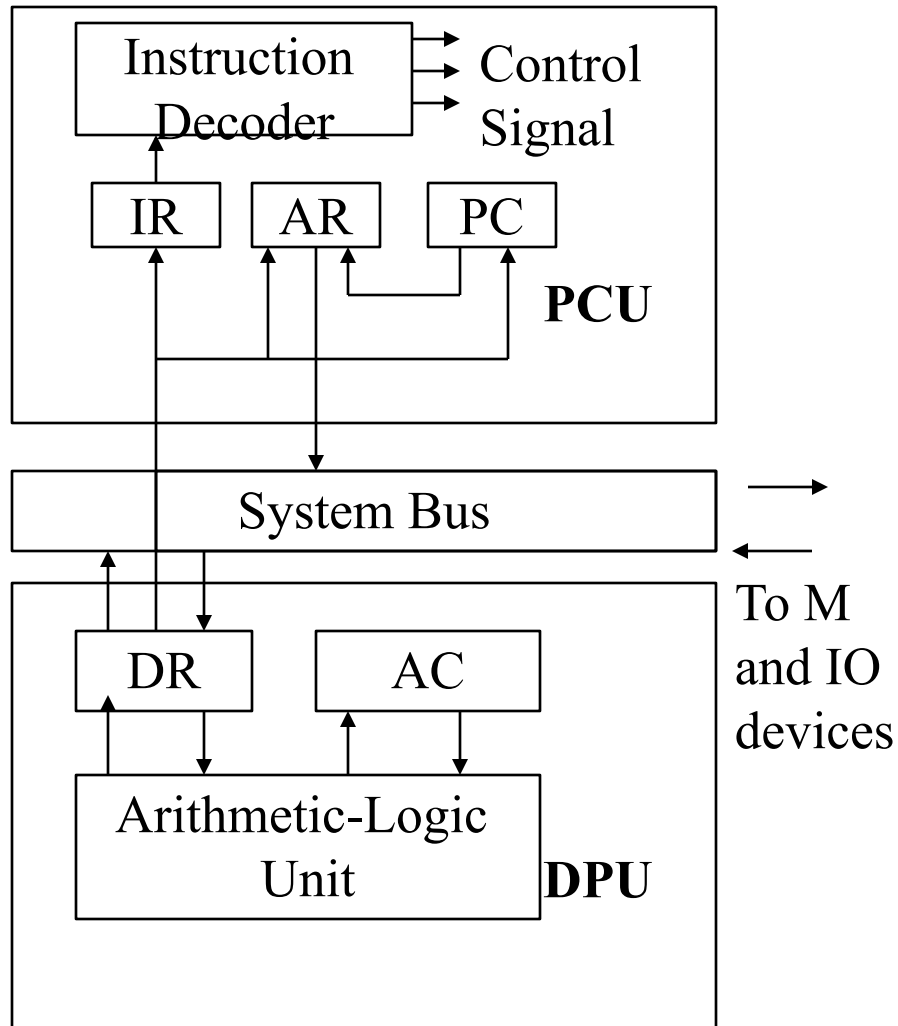 Instruction
Decoder
Control
Signal
IR
AR
PC
PCU
System Bus
To M
and IO
devices
DR
AC
Arithmetic-Logic
Unit
DPU